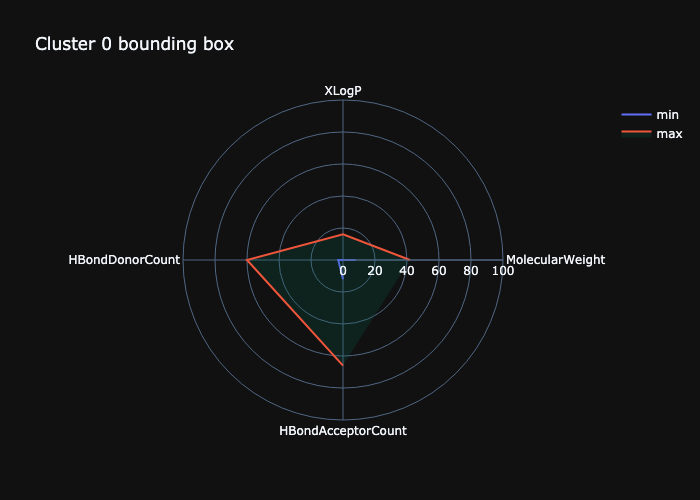 Cluster 0 bounding box
XLogP
min
max
HBondDonorCount
MolecularWeight
0 20 40 60 80 100
HBondAcceptorCount